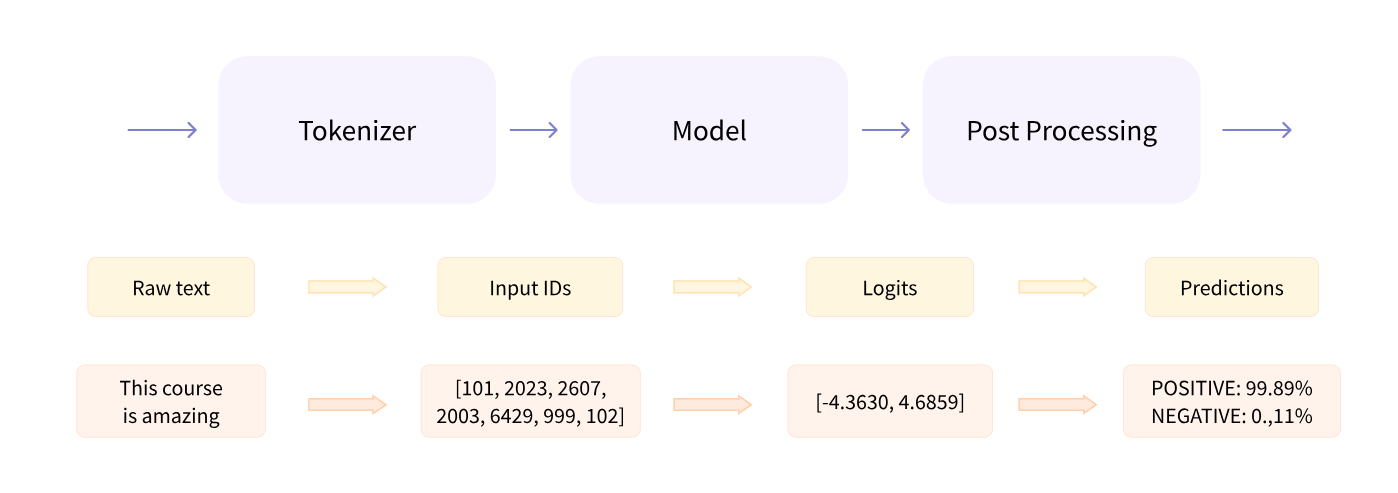 Tokenizer
Model
Post Processing
Raw text
Input IDs
Logits
Predictions
This course
is amazing
[101, 2023, 2607,
2003, 6429, 999, 102]
[-4.3630, 4.6859]
POSITIVE: 99.89%
NEGATIVE: 0.,11%